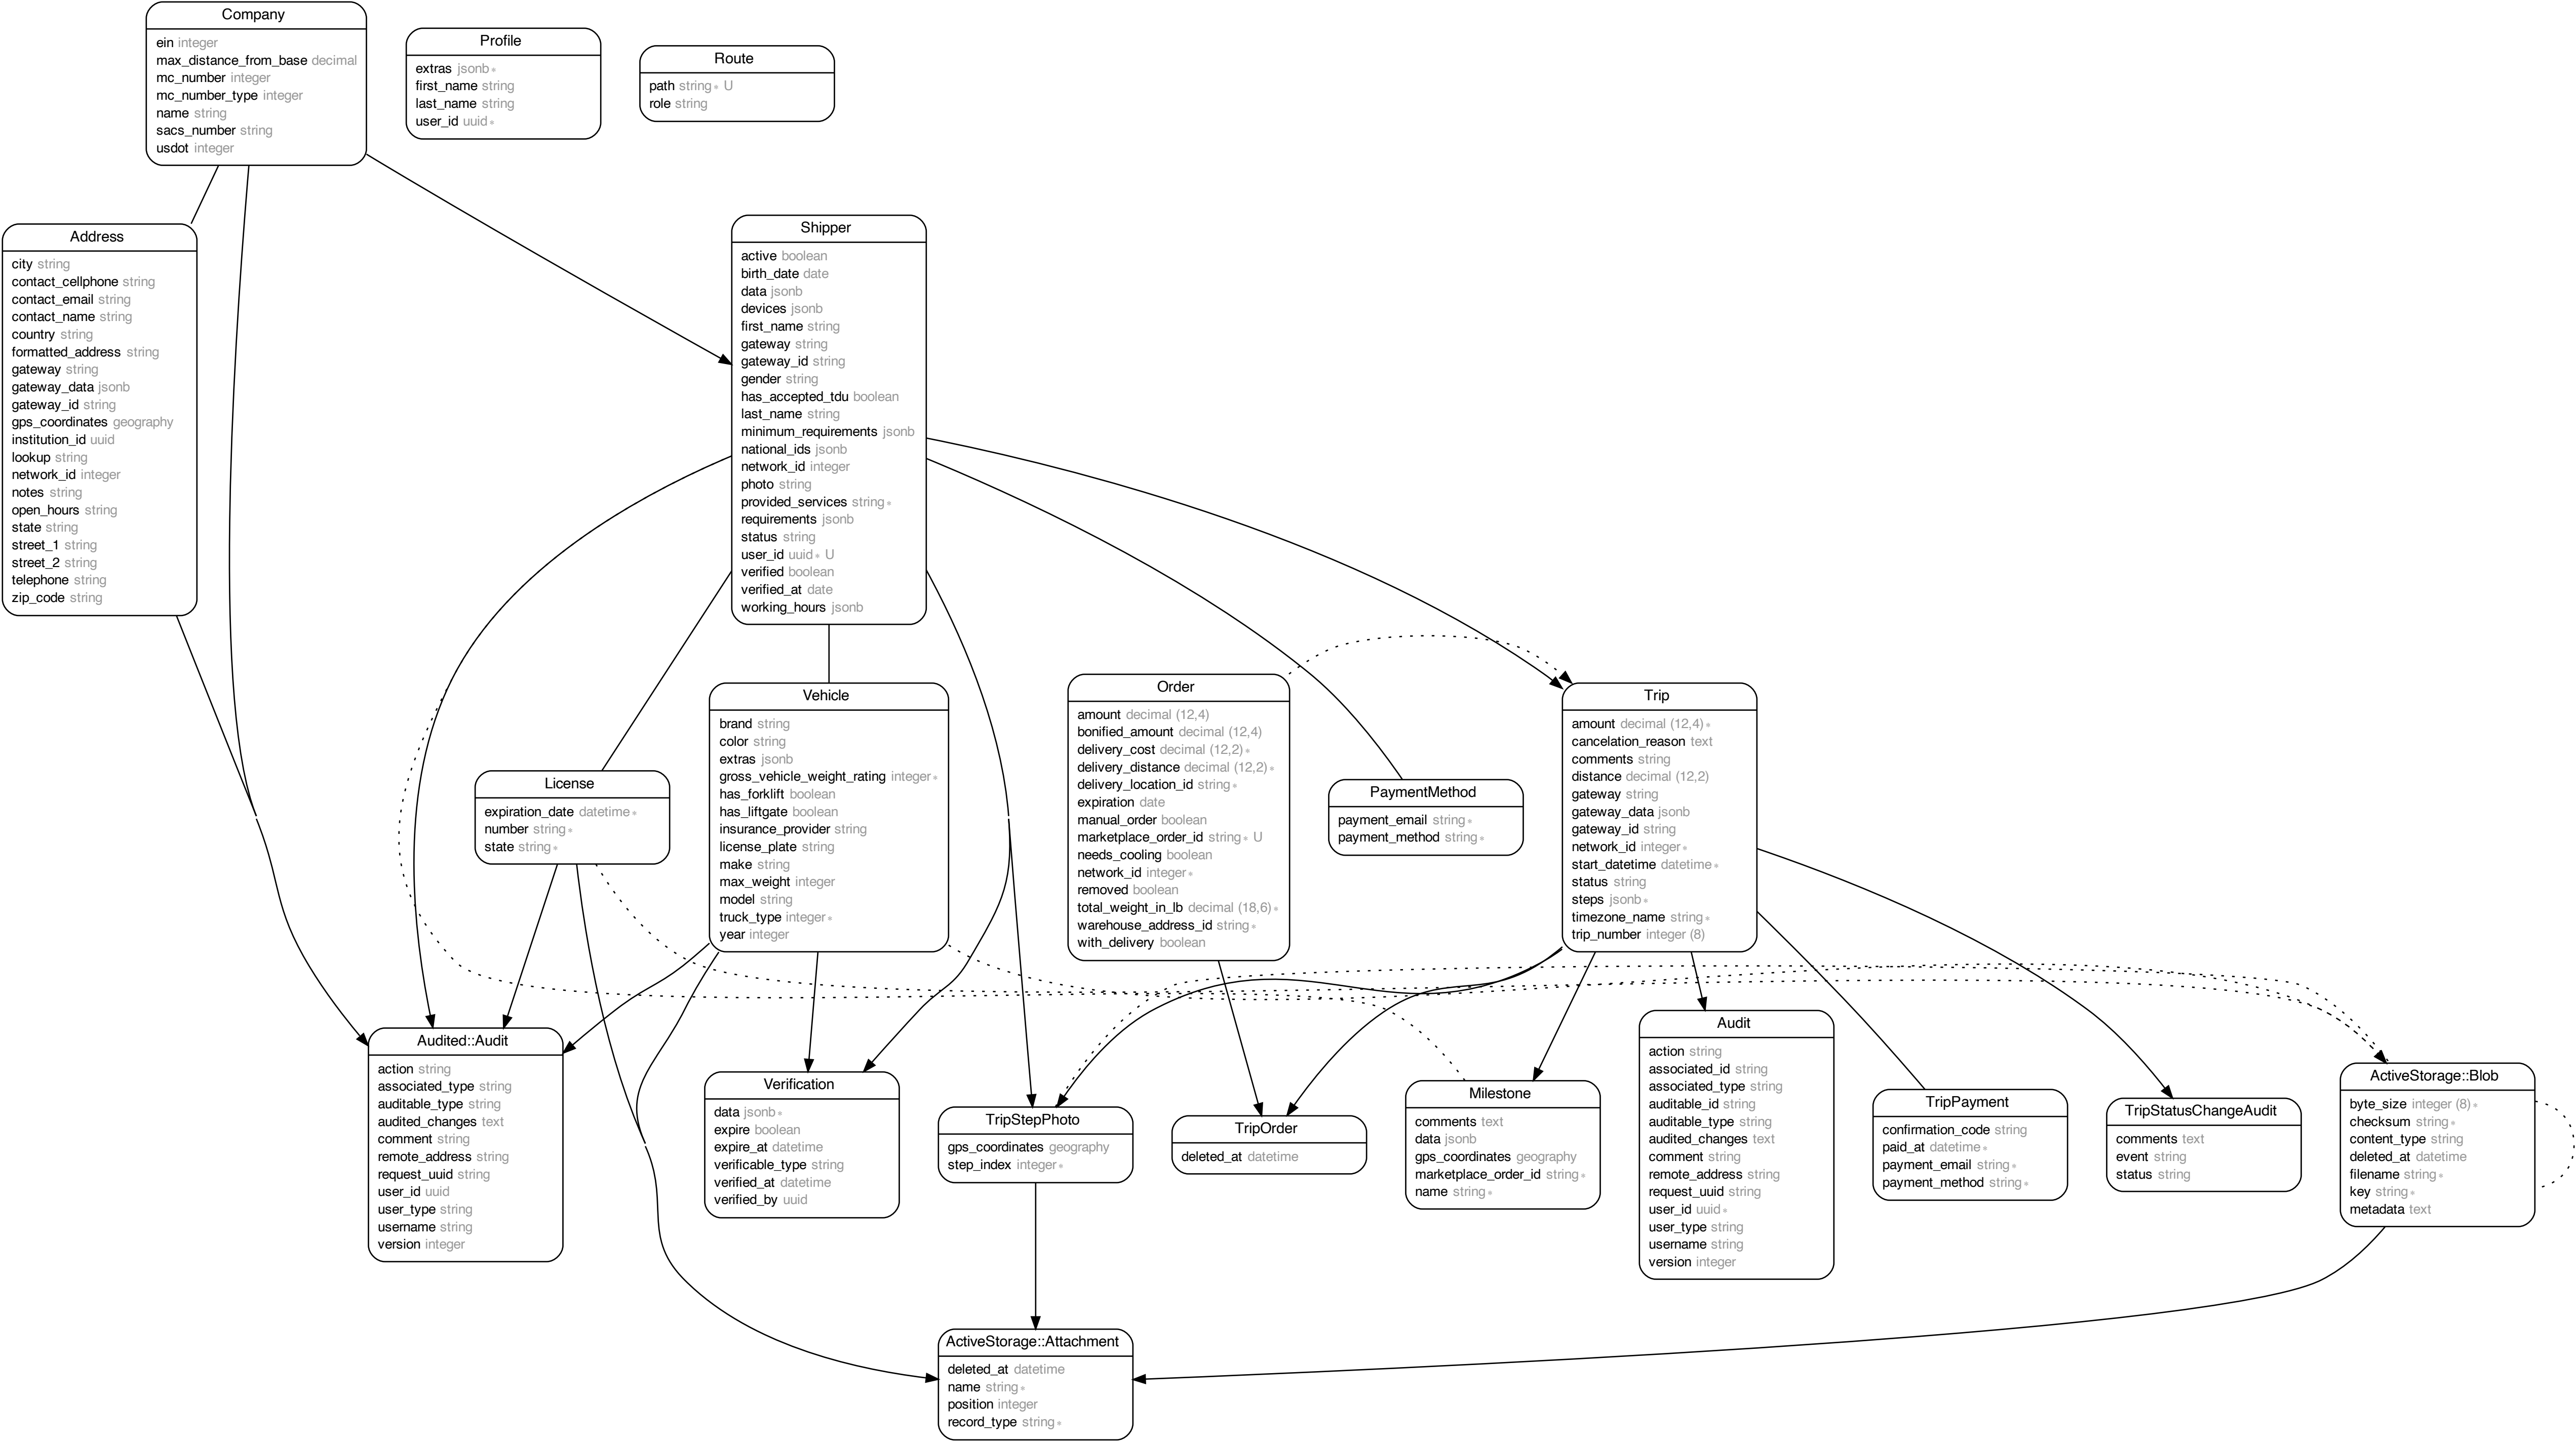 Company
ein integer
max_distance_from_base decimal
mc_number integer
mc_number_type integer
name string
sacs_number string
usdot integer
Profile
extras jsonb∗
first_name string
last_name string
user_id uuid∗
Route
path string∗ U
role string
Address
city string
contact_cellphone string
contact_email string
contact_name string
country string
formatted_address string
gateway string
gateway_data jsonb
gateway_id string
gps_coordinates geography
institution_id uuid
lookup string
network_id integer
notes string
open_hours string
state string
street_1 string
street_2 string
telephone string
zip_code string
Shipper
active boolean
birth_date date
data jsonb
devices jsonb
first_name string
gateway string
gateway_id string
gender string
has_accepted_tdu boolean
last_name string
minimum_requirements jsonb
national_ids jsonb
network_id integer
photo string
provided_services string∗
requirements jsonb
status string
user_id uuid∗ U
verified boolean
verified_at date
working_hours jsonb
License
expiration_date datetime∗
number string∗
state string∗
Vehicle
brand string
color string
extras jsonb
gross_vehicle_weight_rating integer∗
has_forklift boolean
has_liftgate boolean
insurance_provider string
license_plate string
make string
max_weight integer
model string
truck_type integer∗
year integer
Order
amount decimal (12,4)
bonified_amount decimal (12,4)
delivery_cost decimal (12,2)∗
delivery_distance decimal (12,2)∗
delivery_location_id string∗
expiration date
manual_order boolean
marketplace_order_id string∗ U
needs_cooling boolean
network_id integer∗
removed boolean
total_weight_in_lb decimal (18,6)∗
warehouse_address_id string∗
with_delivery boolean
PaymentMethod
payment_email string∗
payment_method string∗
Trip
amount decimal (12,4)∗
cancelation_reason text
comments string
distance decimal (12,2)
gateway string
gateway_data jsonb
gateway_id string
network_id integer∗
start_datetime datetime∗
status string
steps jsonb∗
timezone_name string∗
trip_number integer (8)
Audited::Audit
action string
associated_type string
auditable_type string
audited_changes text
comment string
remote_address string
request_uuid string
user_id uuid
user_type string
username string
version integer
Verification
data jsonb∗
expire boolean
expire_at datetime
verificable_type string
verified_at datetime
verified_by uuid
TripStepPhoto
gps_coordinates geography
step_index integer∗
TripOrder
deleted_at datetime
Milestone
comments text
data jsonb
gps_coordinates geography
marketplace_order_id string∗
name string∗
Audit
action string
associated_id string
associated_type string
auditable_id string
auditable_type string
audited_changes text
comment string
remote_address string
request_uuid string
user_id uuid∗
user_type string
username string
version integer
TripPayment
confirmation_code string
paid_at datetime∗
payment_email string∗
payment_method string∗
TripStatusChangeAudit
comments text
event string
status string
ActiveStorage::Blob
byte_size integer (8)∗
checksum string∗
content_type string
deleted_at datetime
filename string∗
key string∗
metadata text
ActiveStorage::Attachment
deleted_at datetime
name string∗
position integer
record_type string∗